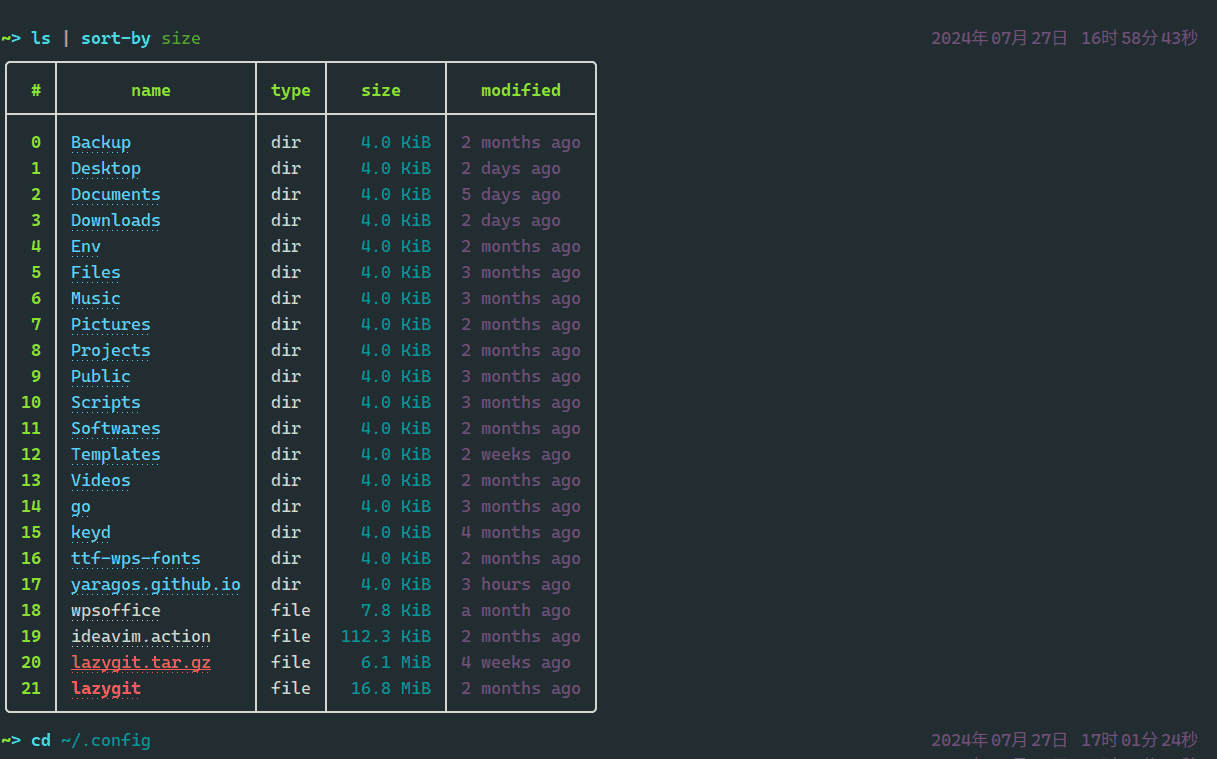 ~> ls | sort-by size 2024年07月27日 16时58分43秒
# name type size modified
0 Backup dir 4.0 KiB 2 months ago
1 Desktop dir 4.0 KiB 2 days ago
2 Documents dir 4.0 KiB 5 days ago
3 Downloads dir 4.0 KiB 2 days ago
4 Env dir 4.0 KiB 2 months ago
5 Files dir 4.0 KiB 3 months ago
6 Music dir 4.0 KiB 3 months ago
7 Pictures dir 4.0 KiB 2 months ago
8 Projects dir 4.0 KiB 2 months ago
9 Public dir 4.0 KiB 3 months ago
10 Scripts dir 4.0 KiB 3 months ago
11 Softwares dir 4.0 KiB 2 months ago
12 Templates dir 4.0 KiB 2 weeks ago
13 Videos dir 4.0 KiB 2 months ago
14 go dir 4.0 KiB 3 months ago
15 keyd dir 4.0 KiB 4 months ago
16 ttf-wps-fonts dir 4.0 KiB 2 months ago
17 yaragos.github.io dir 4.0 KiB 3 hours ago
18 wpsoffice file 7.8 KiB a month ago
19 ideavim.action file 112.3 KiB 2 months ago
20 lazygit.tar.gz file 6.1 MiB 4 weeks ago
21 lazygit file 16.8 MiB 2 months ago
~> cd ~/.config 2024年07月27日 17时01分24秒